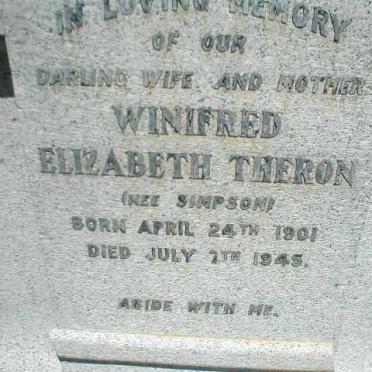 IN LOVING MEMORY
OF OUR
DARLING WIFE AND MOTHER
WINIFRED
ELIZABETH THERON
(NEE SIMPSON)
BORN APRIL 24TH 1901
DIED JULY 7TH 1945.
ABIDE WITH ME.